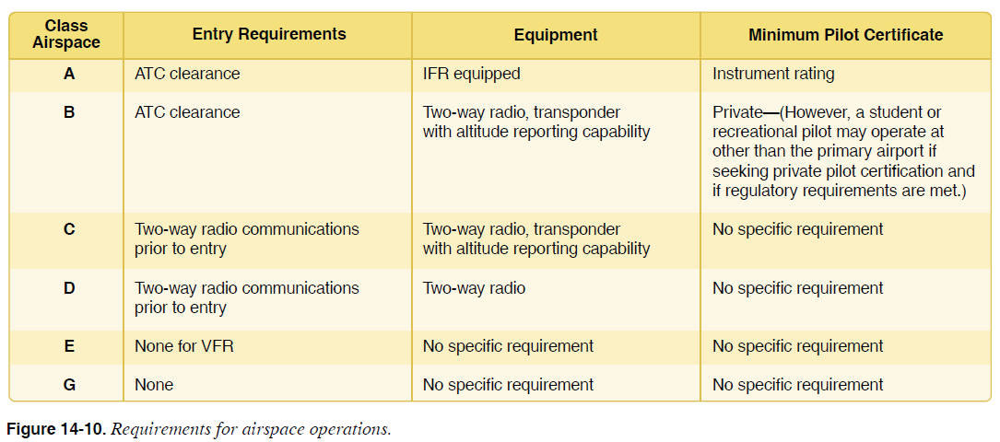 Class
Airspace
Entry Requirements
Equipment
Minimum Pilot Certificate
A
ATC clearance
IFR equipped
Instrument rating
B
ATC clearance
Two-way radio, transponder
with altitude reporting capability
Private—(However, a student or
recreational pilot may operate at
other than the primary airport if
seeking private pilot certification and
if regulatory requirements are met.)
C
Two-way radio communications
prior to entry
Two-way radio, transponder
with altitude reporting capability
No specific requirement
D
Two-way radio communications
prior to entry
Two-way radio
No specific requirement
E
None for VFR
No specific requirement
No specific requirement
G
None
No specific requirement
No specific requirement
Figure 14-10. Requirements for airspace operations.